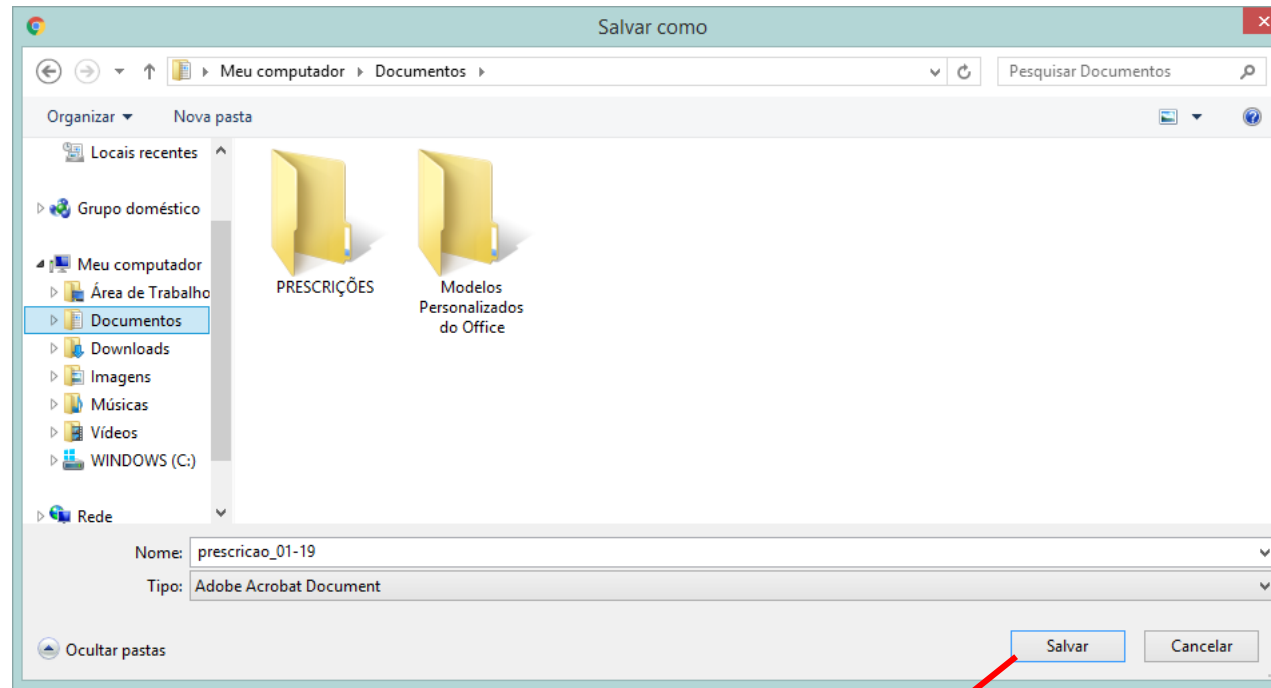 Salvar como
Meu computador Documentos
Pesquisar Documentos
Organizar
Nova pasta
Locais recentes
Grupo doméstico
Meu computador
Área de Trabalho
Documentos
Downloads
Imagens
Músicas
Vídeos
WINDOWS (C:)
Rede
PRESCRIÇÕES
Modelos
Personalizados
do Office
Nome: prescricao_01-19
Tipo: Adobe Acrobat Document
Ocultar pastas
Salvar
Cancelar